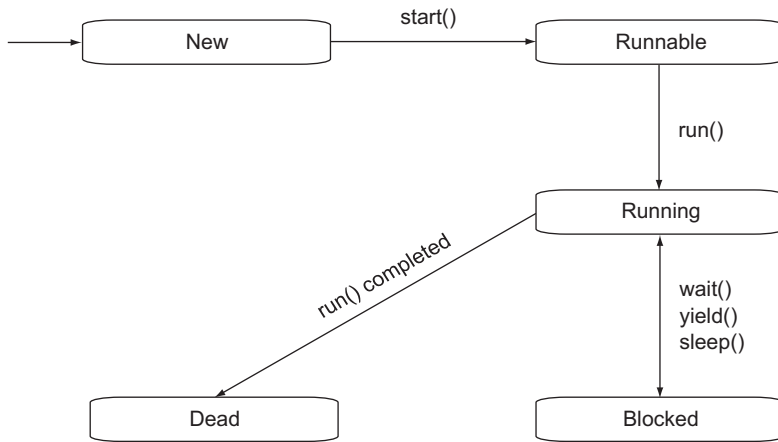 start()
New
Runnable
run()
Running
run() completed
wait()
yield()
sleep()
Dead
Blocked